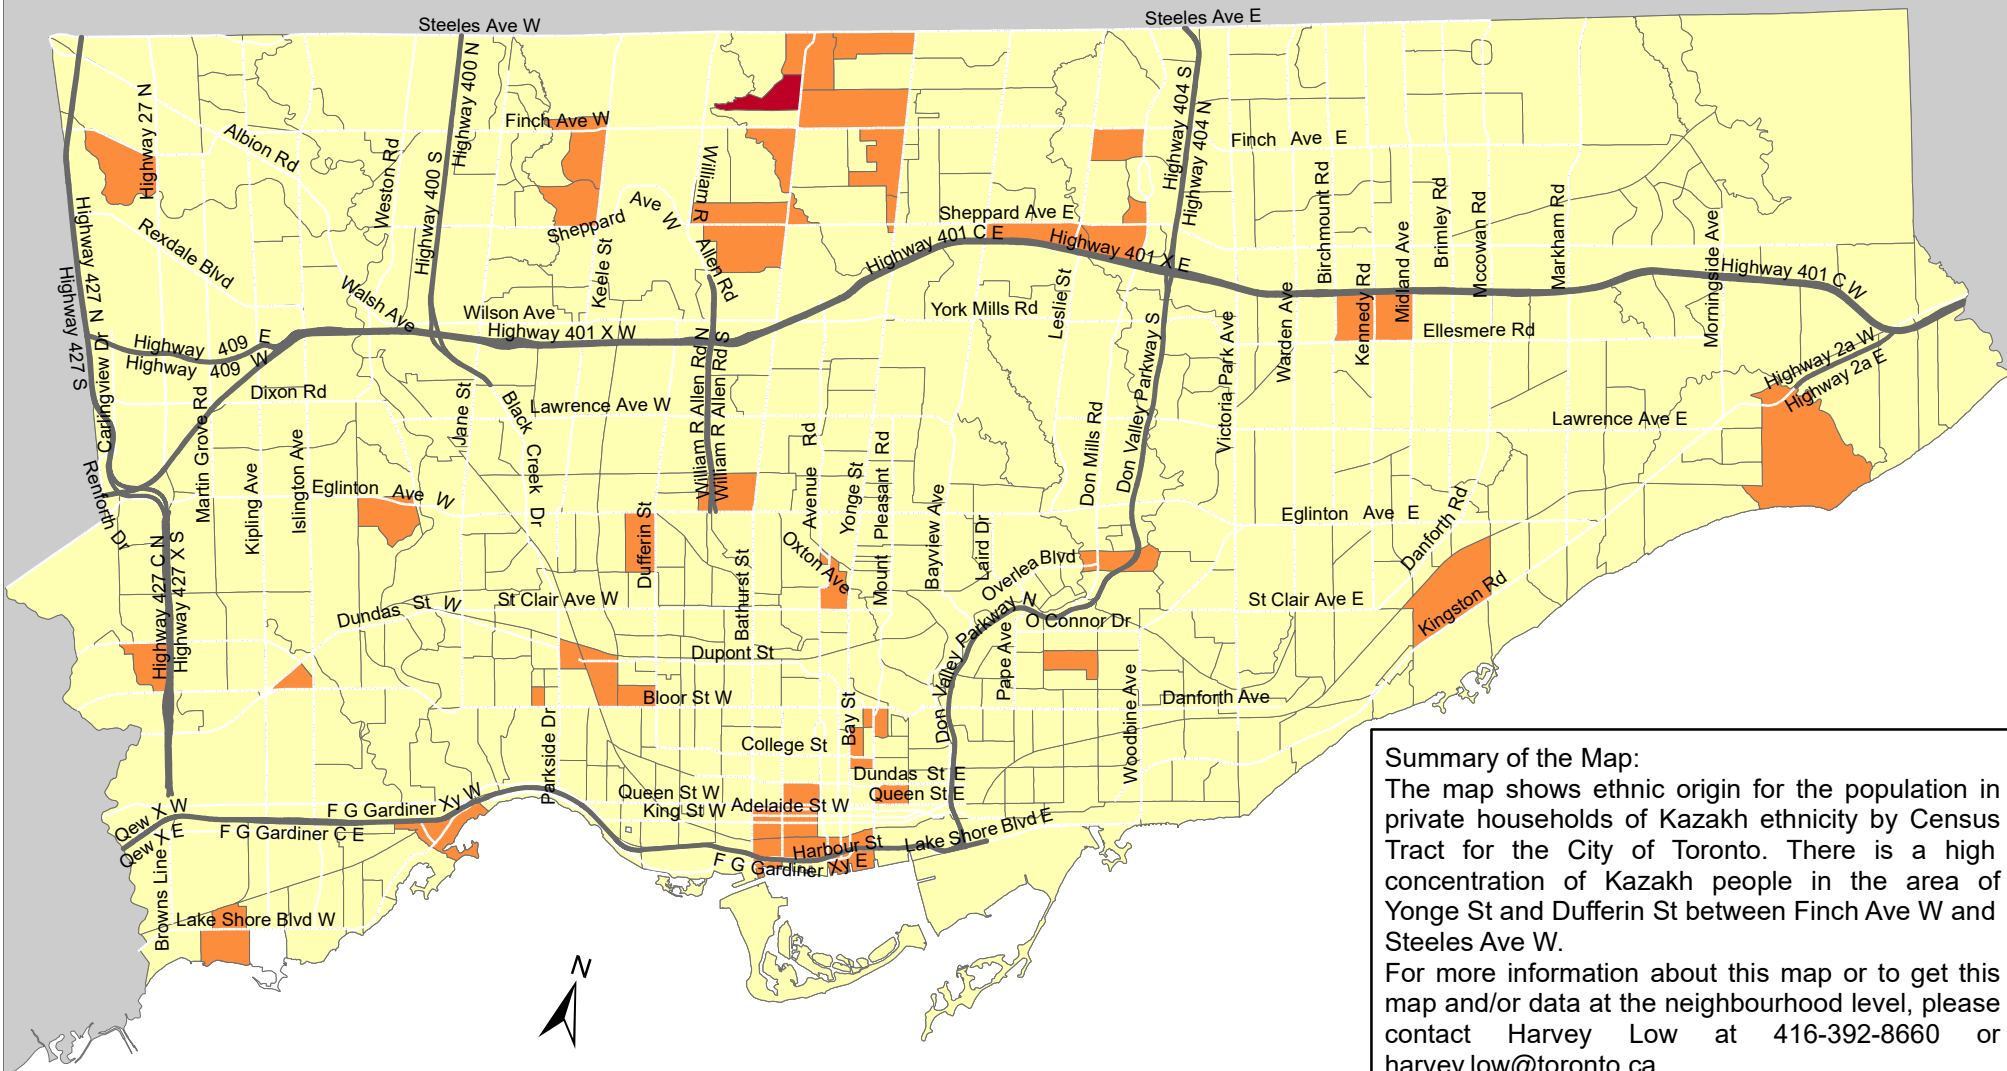 Steeles Ave W
Steeles Ave E
Highway 27 N
Albion Rd
Weston Rd
Highway 400 N
Highway 400 S
Finch Ave W
William R
Allen Rd
Highway 404 S
Highway 404 N
Finch Ave E
Birchmount Rd
Midland Ave
Brimley Rd
Mccowan Rd
Markham Rd
Morningside Ave
Highway 427 N
Highway 427 S
Rexdale Blvd
Sheppard Ave W
Keele St
Sheppard Ave E
Highway 401 C E
Highway 401 X E
Highway 401 C W
Walsh Ave
Wilson Ave
Highway 401 X W
York Mills Rd
Leslie St
Kennedy Rd
Ellesmere Rd
Warden Ave
Victoria Park Ave
Highway 409 E
Highway 409 W
Carlingview Dr
Dixon Rd
Martin Grove Rd
Jane St
Black Creek Dr
Lawrence Ave W
William R Allen Rd N
William R Allen Rd S
Don Valley Parkway S
Don Mills Rd
Lawrence Ave E
Highway 2a W
Highway 2a E
Renforth Dr
Kipling Ave
Islington Ave
Eglinton Ave W
Dufferin St
Avenue Rd
Yonge St
Mount Pleasant Rd
Bayview Ave
Laird Dr
Eglinton Ave E
Danforth Rd
Highway 427 C N
Highway 427 X S
Oxton Ave
Overlea Blvd
Bathurst St
Dundas St W
St Clair Ave W
Don Valley Parkway N
O Connor Dr
St Clair Ave E
Kingston Rd
Dupont St
Pape Ave
Bloor St W
Danforth Ave
Woodbine Ave
Parkside Dr
Bay St
College St
Dundas St E
Queen St W
Queen St E
King St W
Adelaide St W
Qew X W
Qew X E
F G Gardiner Xy W
F G Gardiner C E
Harbour St
Lake Shore Blvd E
F G Gardiner Xy E
Browns Line
Lake Shore Blvd W
N
Summary of the Map:
The map shows ethnic origin for the population in
private households of Kazakh ethnicity by Census
Tract for the City of Toronto. There is a high
concentration of Kazakh people in the area of
Yonge St and Dufferin St between Finch Ave W and
Steeles Ave W.
For more information about this map or to get this
map and/or data at the neighbourhood level, please
contact Harvey Low at 416-392-8660 or
harvey.low@toronto.ca